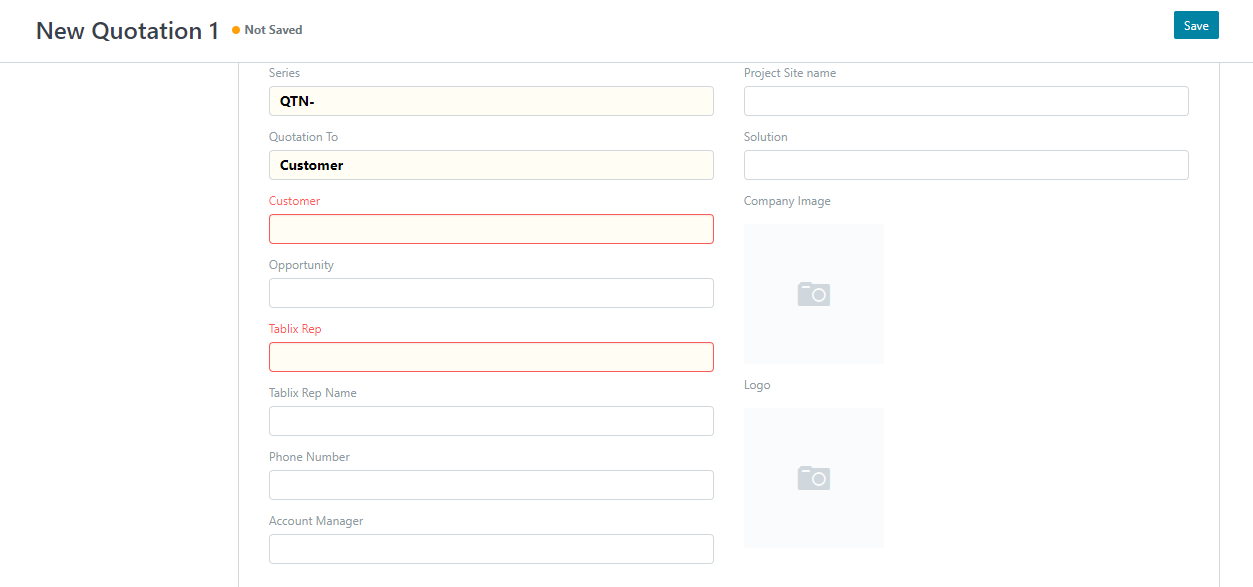 New Quotation 1
Not Saved
Save
Series
QTN-
Quotation To
Customer
Customer
Opportunity
Tablix Rep
Tablix Rep Name
Phone Number
Account Manager
Project Site name
Solution
Company Image
Logo